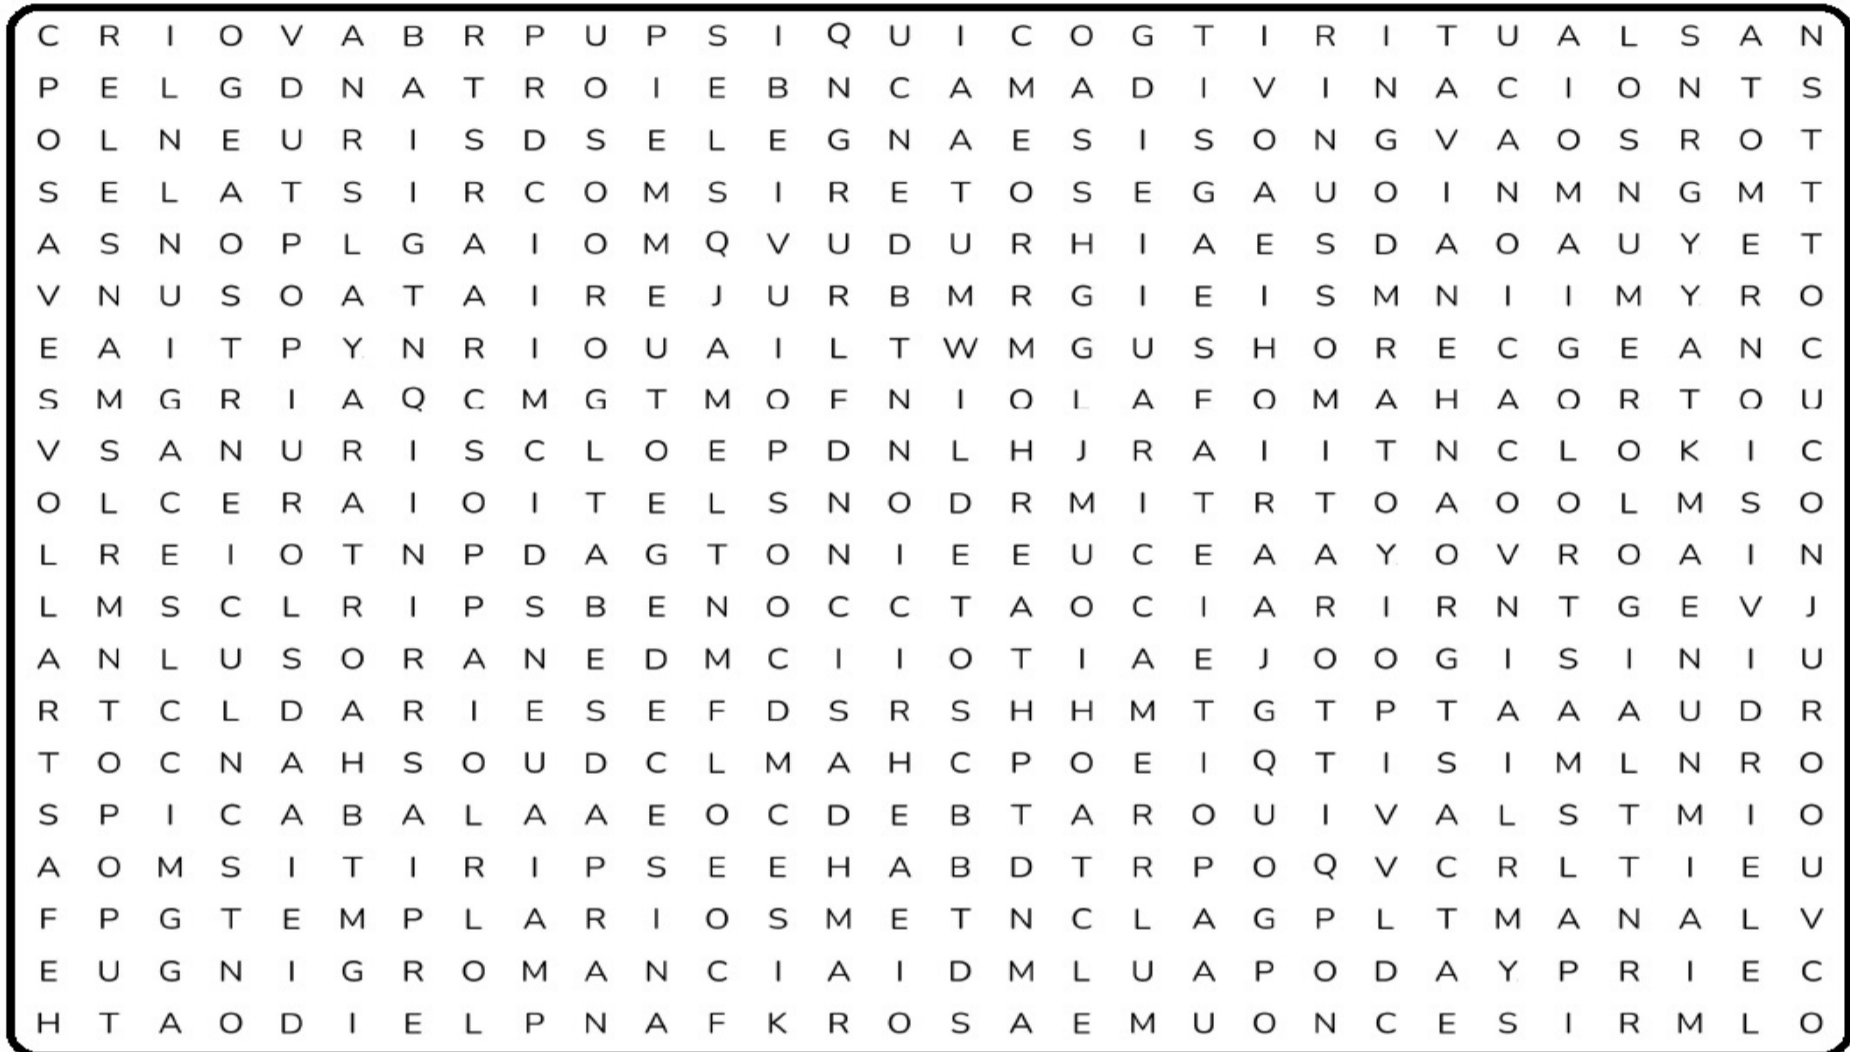 C R I O V A B R P U P S I Q U I C O G T I R I T U A L S A N
P E L G D N A T R O I E B N C A M A D I V I N A C I O N T S
O L N E U R I S D S E L E G N A E S I S O N G V A O S R O T
S E L A T S I R C O M S I R E T O S E G A U O I N M N G M T
A S N O P L G A I O M Q V U D U R H I A E S D A O A U Y E T
V N U S O A T A I R E J U R B M R G I E I S M N I I M Y R O
E A I T P Y N R I O U A I L T W M G U S H O R E C G E A N C
S M G R I A Q C M G T M O F N I O L A F O M A H A O R T O U
V S A N U R I S C L O E P D N L H J R A I I T N C L O K I C
O L C E R A I O I T E L S N O D R M I T R T O A O O L M S O
L R E I O T N P D A G T O N I E E U C E A A Y O V R O A I N
L M S C L R I P S B E N O C C T A O C I A R I R N T G E V J
A N L U S O R A N E D M C I I O T I A E J O O G I S I N I U
R T C L D A R I E S E F D S R S H H M T G T P T A A A U D R
T O C N A H S O U D C L M A H C P O E I Q T I S I M L N R O
S P I C A B A L A A E O C D E B T A R O U I V A L S T M I O
A O M S I T I R I P S E E H A B D T R P O Q V C R L T I E U
F P G T E M P L A R I O S M E T N C L A G P L T M A N A L V
E U G N I G R O M A N C I A I D M L U A P O D A Y P R I E C
H T A O D I E L P N A F K R O S A E M U O N C E S I R M L O